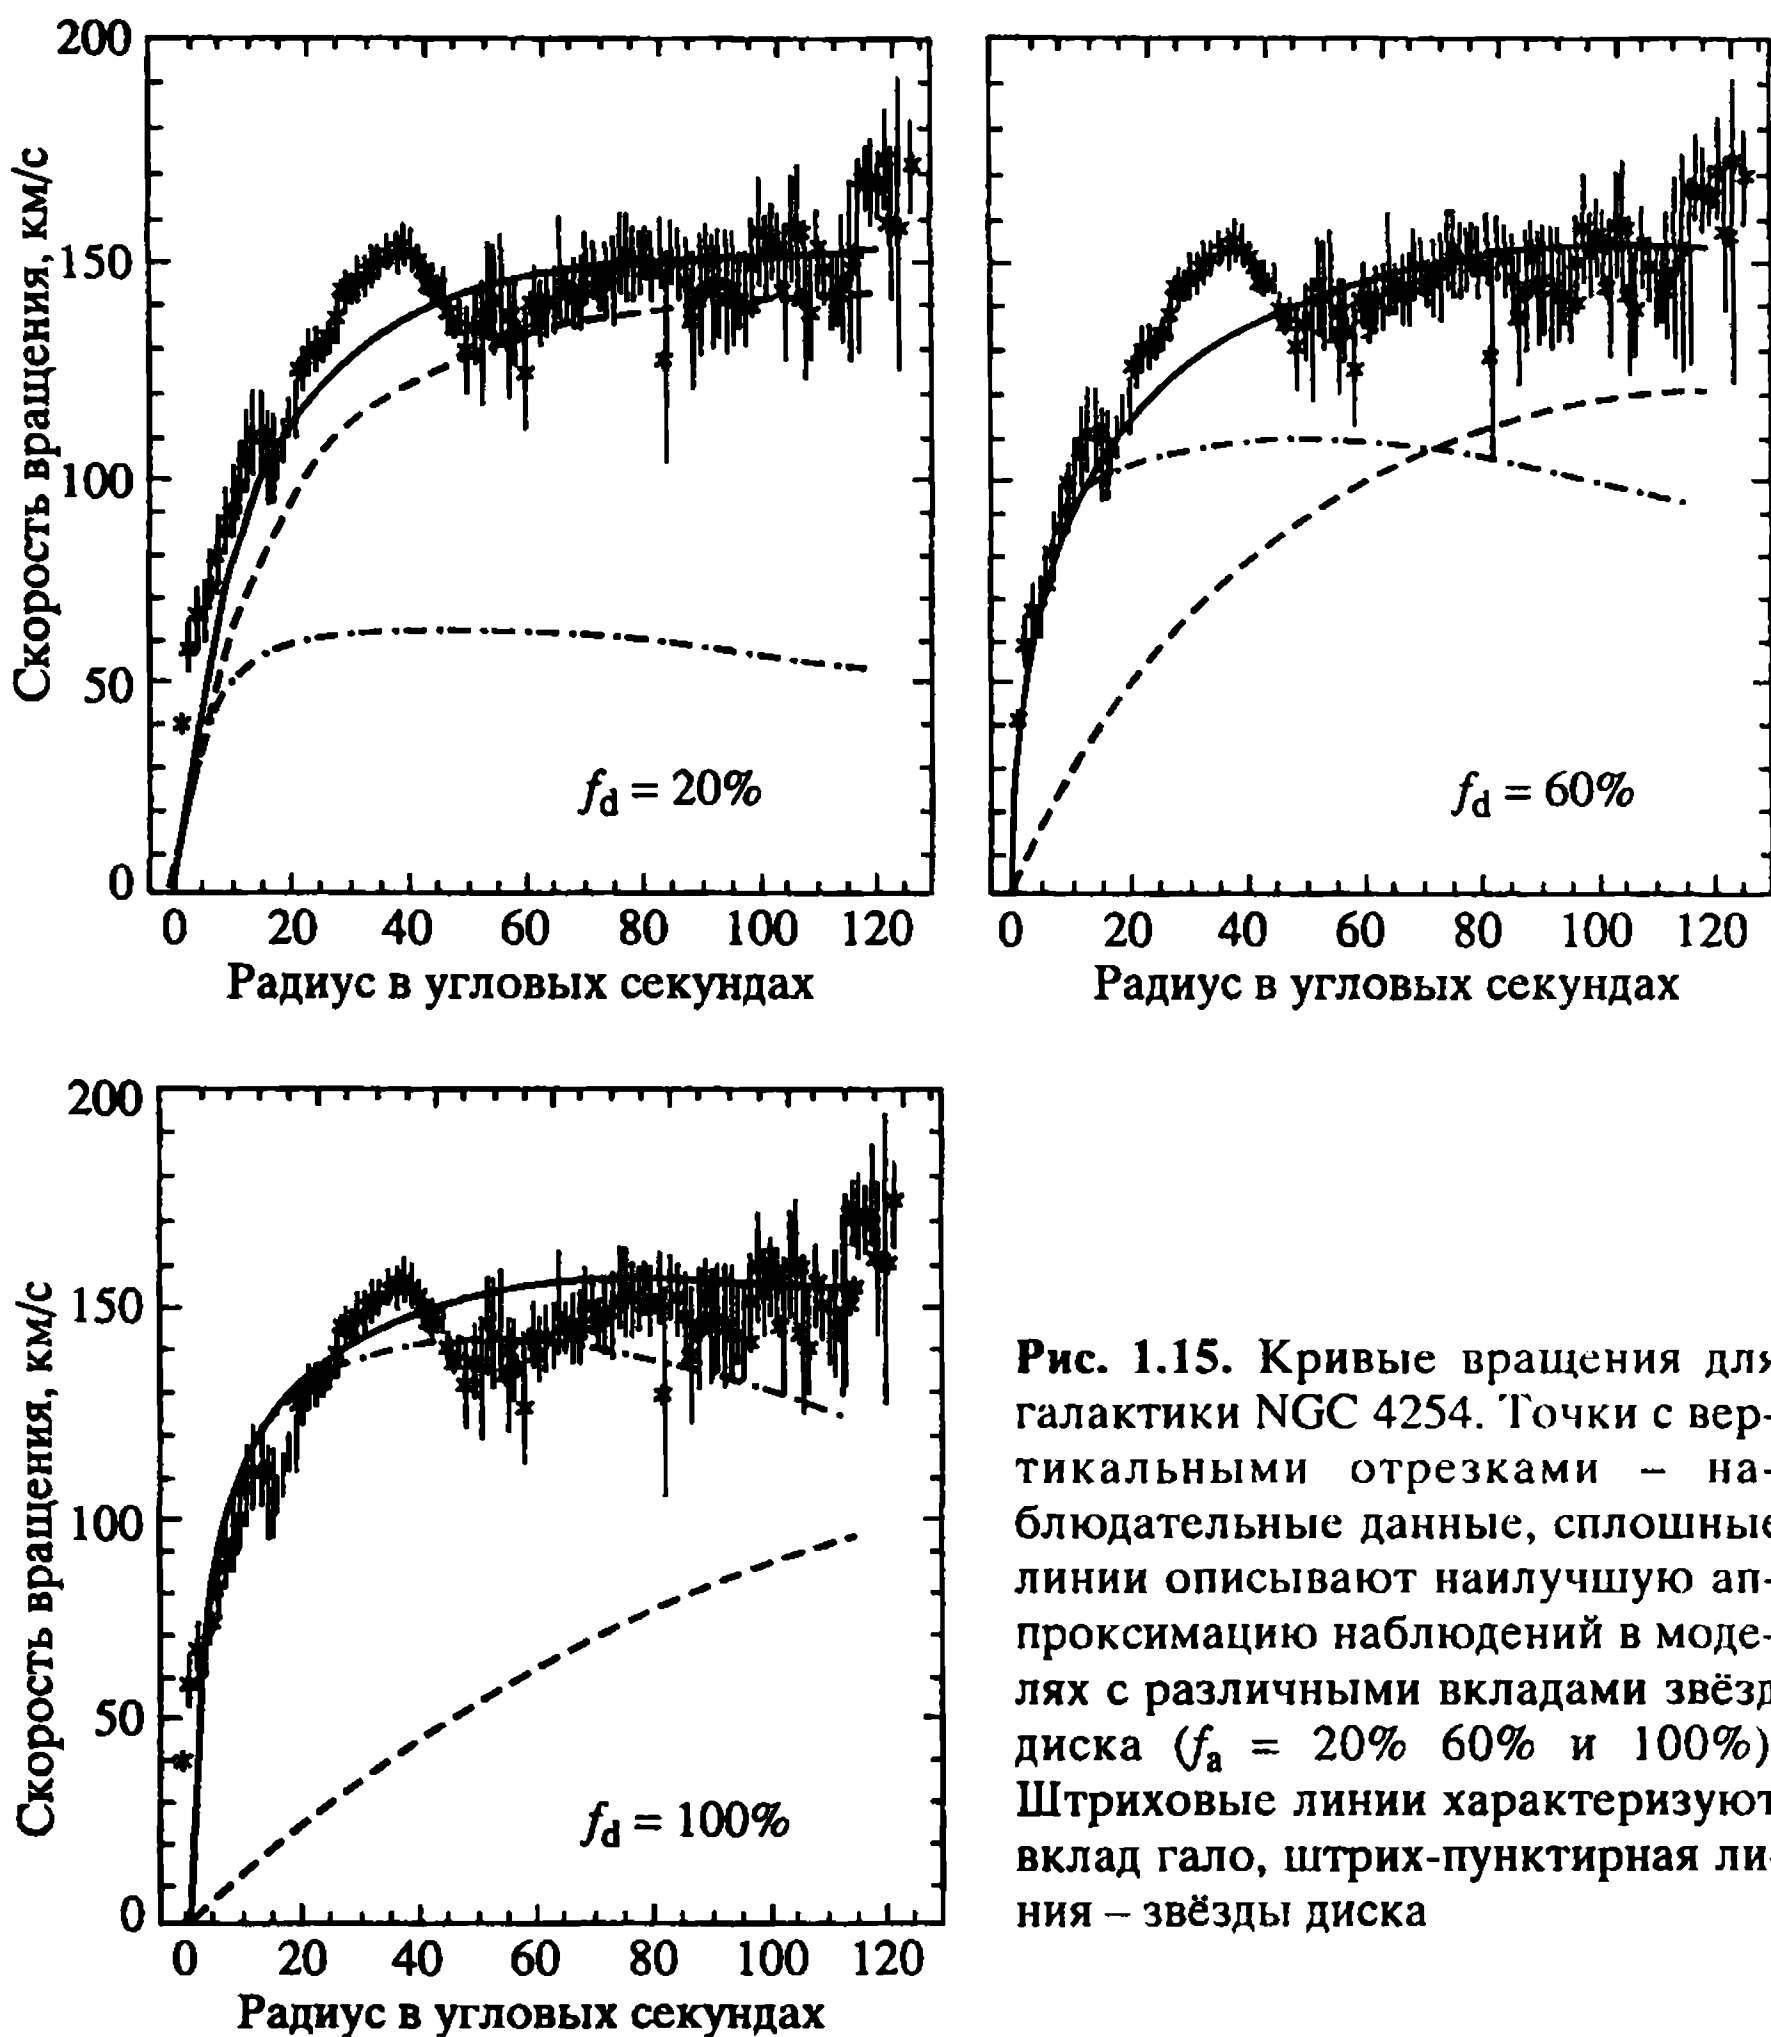 200
150
100
50
0
Скорость вращения, км/с
f_d = 20%
0 20 40 60 80 100 120
Радиус в угловых секундах
f_d = 60%
0 20 40 60 80 100 120
Радиус в угловых секундах
200
150
100
50
0
Скорость вращения, км/с
f_d = 100%
0 20 40 60 80 100 120
Радиус в угловых секундах
Рис. 1.15. Кривые вращения для
галактики NGC 4254. Точки с вер-
тикальными отрезками – на-
блюдательные данные, сплошные
линии описывают наилучшую ап-
проксимацию наблюдений в моде-
лях с различными вкладами звёзд
диска (f_a = 20% 60% и 100%)
Штриховые линии характеризуют
вклад гало, штрих-пунктирная ли-
ния – звёзды диска